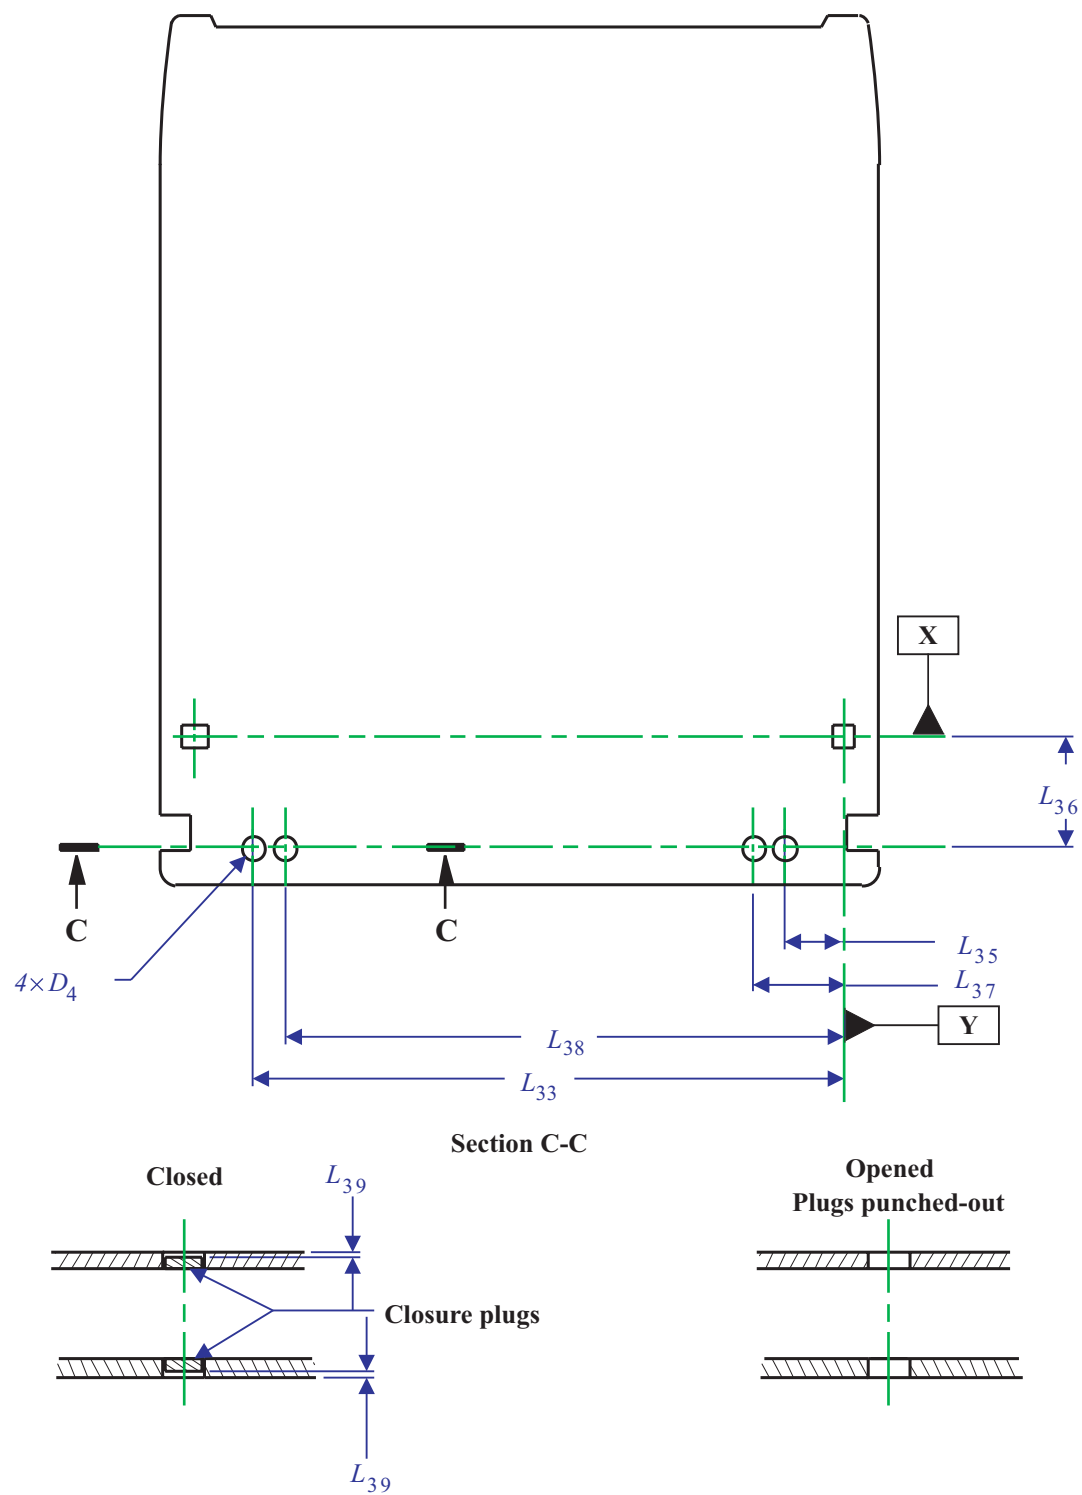 X
L36
C
C
4×D4
L35
L37
Y
L38
L33
Section C-C
Closed
L39
Opened
Plugs punched-out
Closure plugs
L39